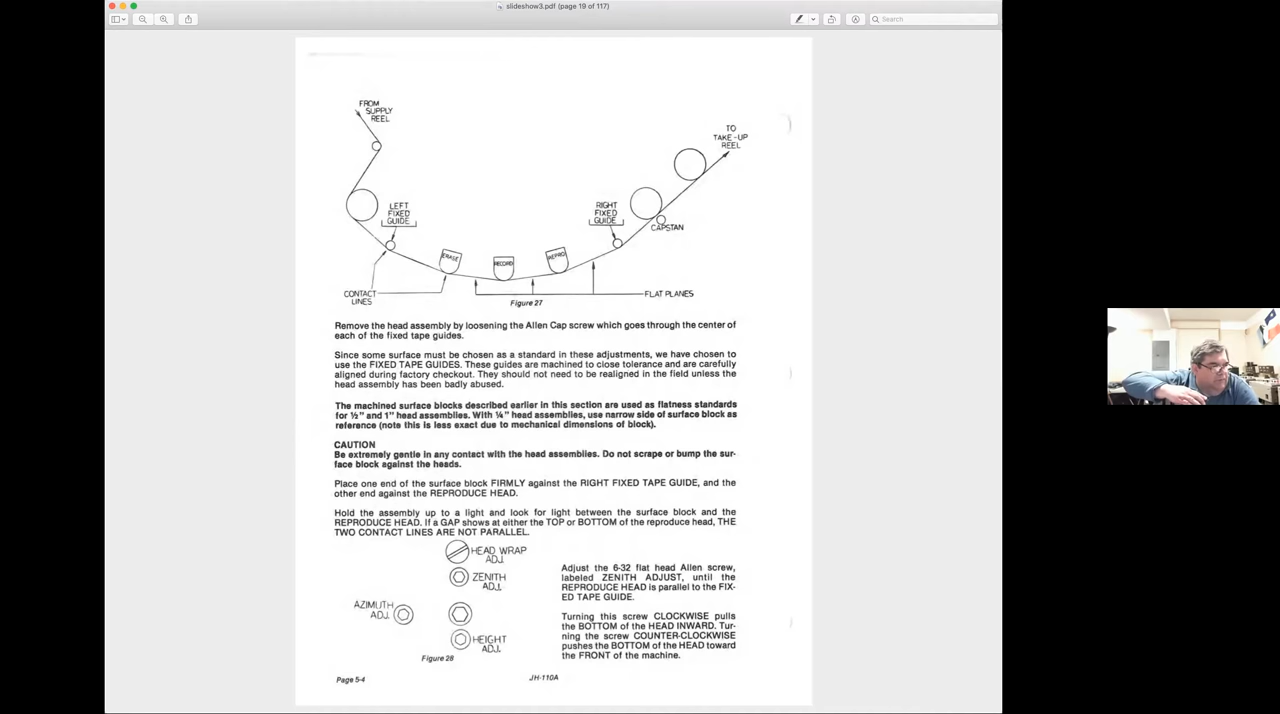 slideshow3.pdf (page 19 of 117)
Search
FROM
SUPPLY
REEL
TO
TAKE-UP
REEL
LEFT
FIXED
GUIDE
RIGHT
FIXED
GUIDE
CAPSTAN
ERASE
RECORD
REPRO
CONTACT
LINES
FLAT PLANES
Figure 27
Remove the head assembly by loosening the Allen Cap screw which goes through the center of
each of the fixed tape guides.
Since some surface must be chosen as a standard in these adjustments, we have chosen to
use the FIXED TAPE GUIDES. These guides are machined to close tolerance and are carefully
aligned during factory checkout. They should not need to be realigned in the field unless the
head assembly has been badly abused.
The machined surface blocks described earlier in this section are used as flatness standards
for ½" and 1" head assemblies. With ¼" head assemblies, use narrow side of surface block as
reference (note this is less exact due to mechanical dimensions of block).
CAUTION
Be extremely gentle in any contact with the head assemblies. Do not scrape or bump the sur-
face block against the heads.
Place one end of the surface block FIRMLY against the RIGHT FIXED TAPE GUIDE, and the
other end against the REPRODUCE HEAD.
Hold the assembly up to a light and look for light between the surface block and the
REPRODUCE HEAD. If a GAP shows at either the TOP or BOTTOM of the reproduce head, THE
TWO CONTACT LINES ARE NOT PARALLEL.
HEAD WRAP
ADJ.
ZENITH
ADJ.
AZIMUTH
ADJ.
HEIGHT
ADJ.
Figure 28
Adjust the 6-32 flat head Allen screw,
labeled ZENITH ADJUST, until the
REPRODUCE HEAD is parallel to the FIX-
ED TAPE GUIDE.
Turning this screw CLOCKWISE pulls
the BOTTOM of the HEAD INWARD. Tur-
ning the screw COUNTER-CLOCKWISE
pushes the BOTTOM of the HEAD toward
the FRONT of the machine.
Page 5-4
JH-110A